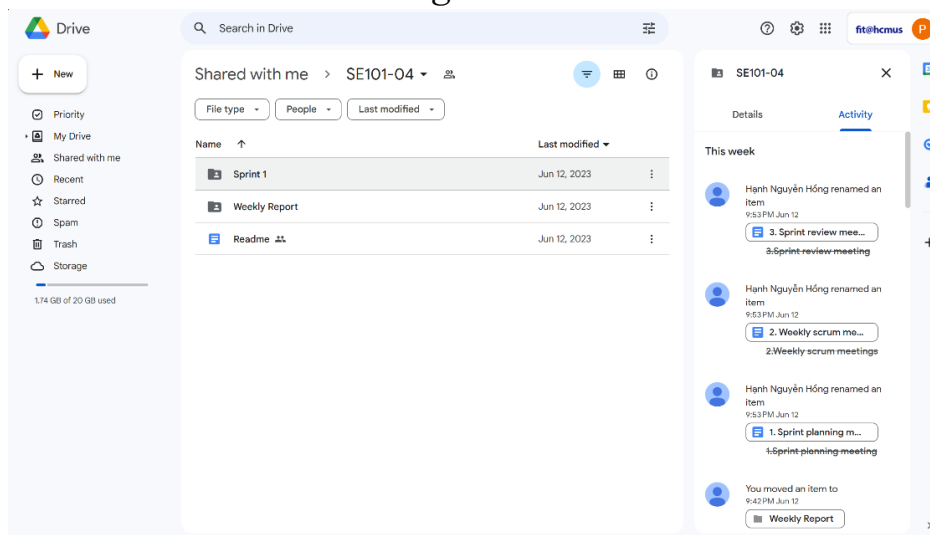 Drive
Search in Drive
fit@hcmus
P
New
Priority
My Drive
Shared with me
Recent
Starred
Spam
Trash
Storage
1.74 GB of 20 GB used
Shared with me > SE101-04
File type
People
Last modified
Name
Last modified
Sprint 1
Jun 12, 2023
Weekly Report
Jun 12, 2023
Readme
Jun 12, 2023
SE101-04
Details
Activity
This week
Hạnh Nguyễn Hồng renamed an
item
9:53 PM Jun 12
3. Sprint review mee...
3.Sprint review meeting
Hạnh Nguyễn Hồng renamed an
item
9:53 PM Jun 12
2. Weekly scrum me...
2.Weekly scrum meetings
Hạnh Nguyễn Hồng renamed an
item
9:53 PM Jun 12
1. Sprint planning m...
1.Sprint planning meeting
You moved an item to
9:42 PM Jun 12
Weekly Report